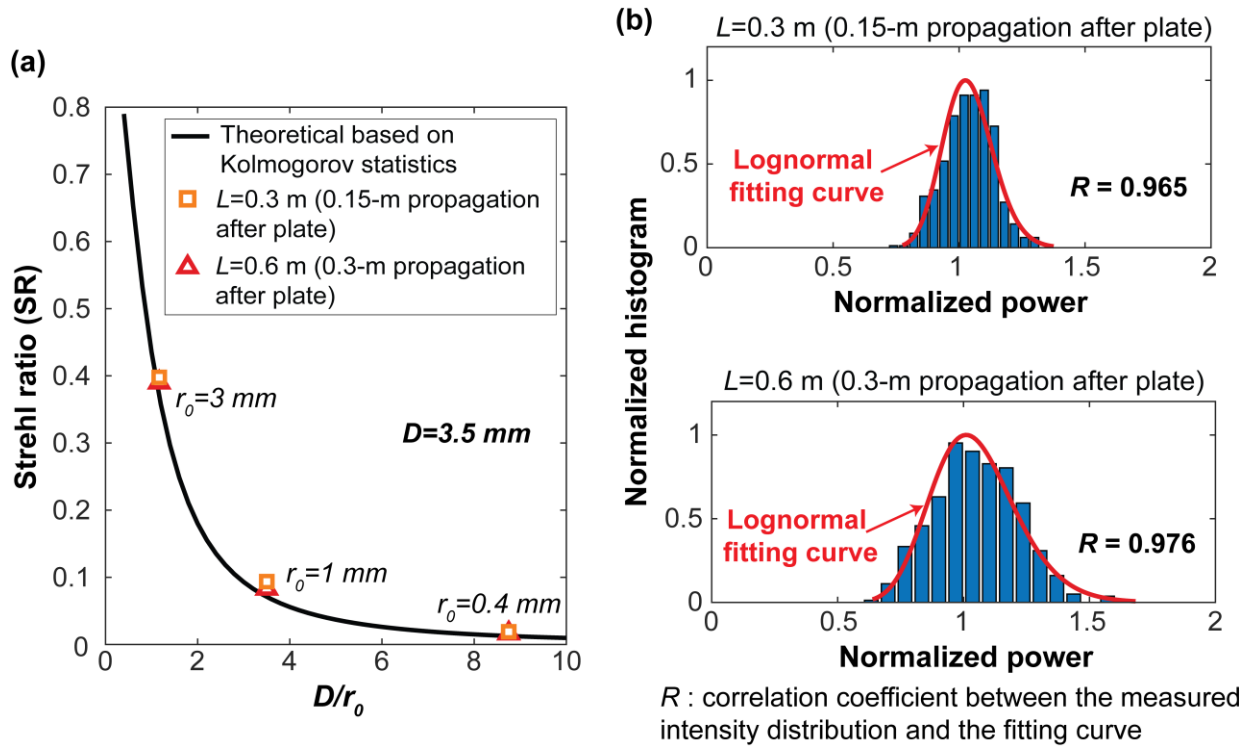 (a)
Strehl ratio (SR)
0.8
0.7
0.6
0.5
0.4
0.3
0.2
0.1
0
Theoretical based on
Kolmogorov statistics
L=0.3 m (0.15-m propagation
after plate)
L=0.6 m (0.3-m propagation
after plate)
r0=3 mm
D=3.5 mm
r0=1 mm
r0=0.4 mm
0 2 4 6 8 10
D/r0
(b)
L=0.3 m (0.15-m propagation after plate)
Normalized histogram
1
0.5
0
Lognormal
fitting curve
R = 0.965
0 0.5 1 1.5 2
Normalized power
L=0.6 m (0.3-m propagation after plate)
1
0.5
0
Lognormal
fitting curve
R = 0.976
0 0.5 1 1.5 2
Normalized power
R : correlation coefficient between the measured
intensity distribution and the fitting curve